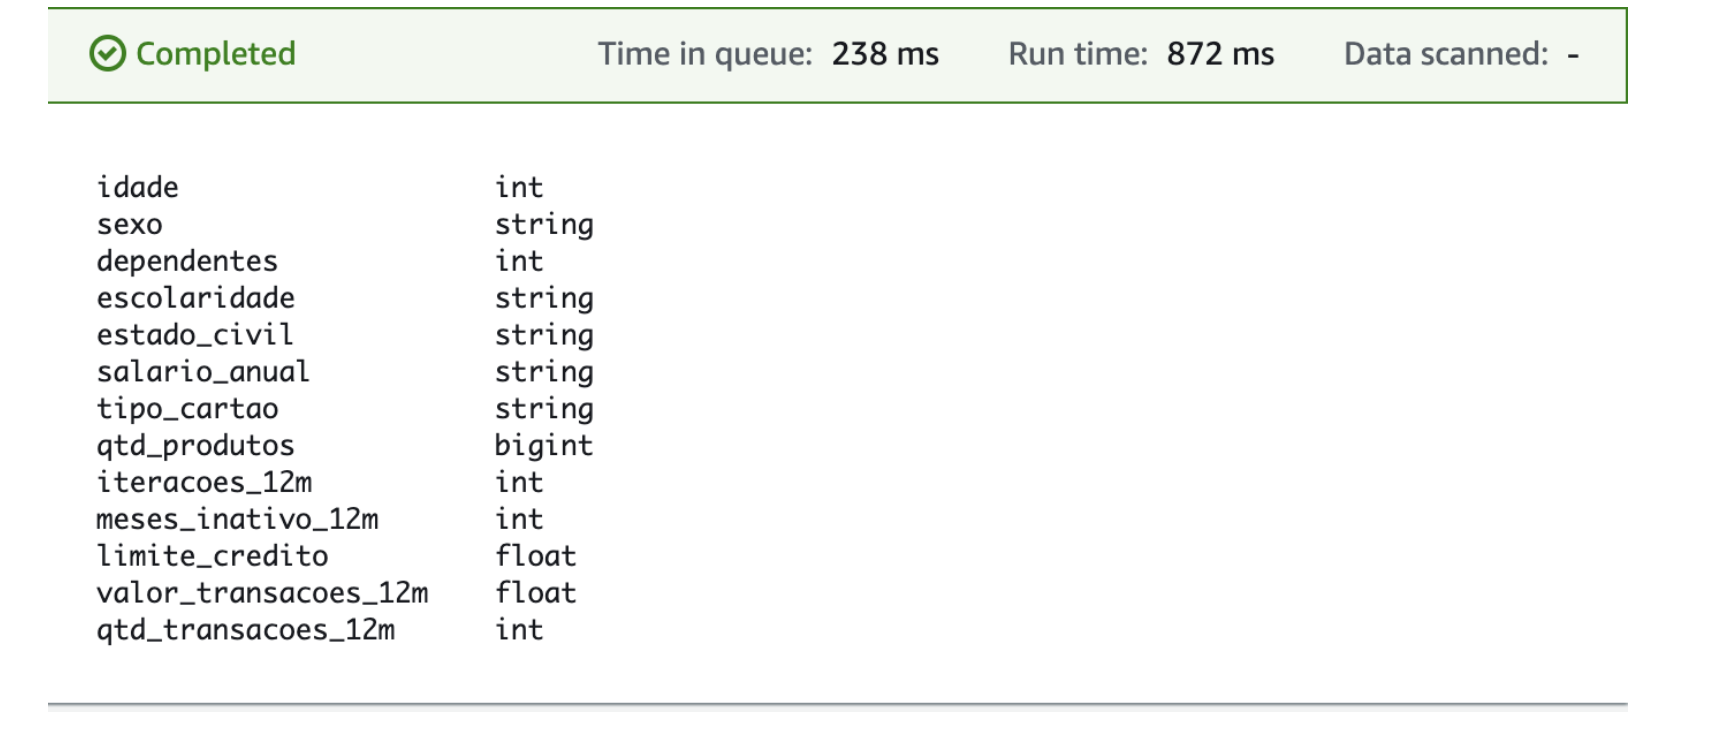 Completed Time in queue: 238 ms Run time: 872 ms Data scanned: -
idade int
sexo string
dependentes int
escolaridade string
estado_civil string
salario_anual string
tipo_cartao string
qtd_produtos bigint
iteracoes_12m int
meses_inativo_12m int
limite_credito float
valor_transacoes_12m float
qtd_transacoes_12m int